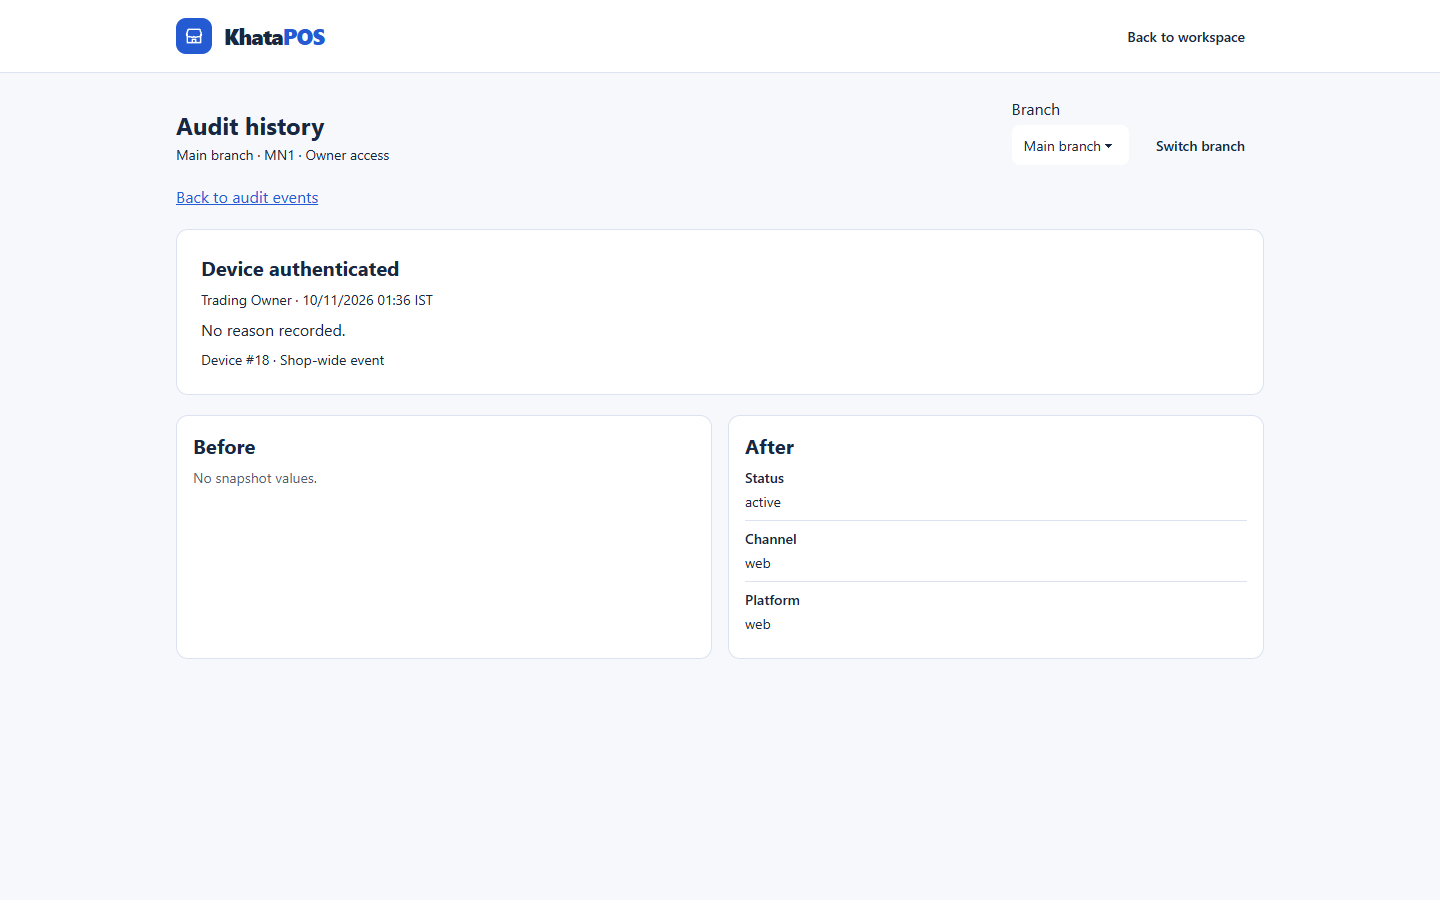 KhataPOS
Back to workspace
Audit history
Main branch · MN1 · Owner access
Branch
Main branch
Switch branch
Back to audit events
Device authenticated
Trading Owner · 10/11/2026 01:36 IST
No reason recorded.
Device #18 · Shop-wide event
Before
No snapshot values.
After
Status
active
Channel
web
Platform
web